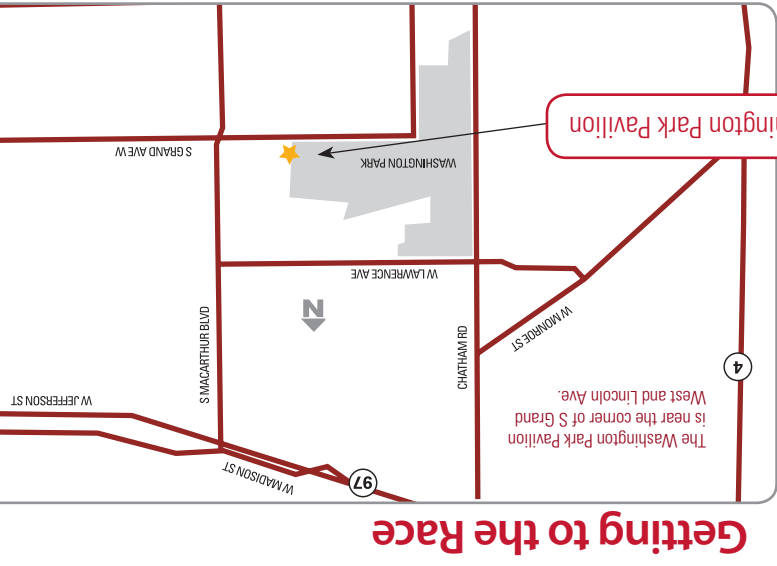 Getting to the Race
97
W MADISON ST
The Washington Park Pavilion
is near the corner of S Grand
West and Lincoln Ave.
4
W JEFFERSON ST
CHATHAM RD
S MACARTHUR BLVD
W MONROE ST
N
W LAWRENCE AVE
WASHINGTON PARK
S GRAND AVE W
hington Park Pavilion